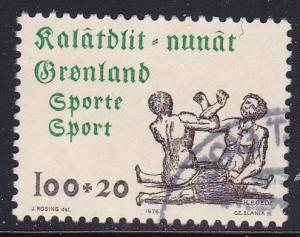 Kalâtdlit - nunât
Grønland
Sporte
Sport
100+20
H. EGEDE
J. ROSING del. 1976 CZ. SLANIA sc.